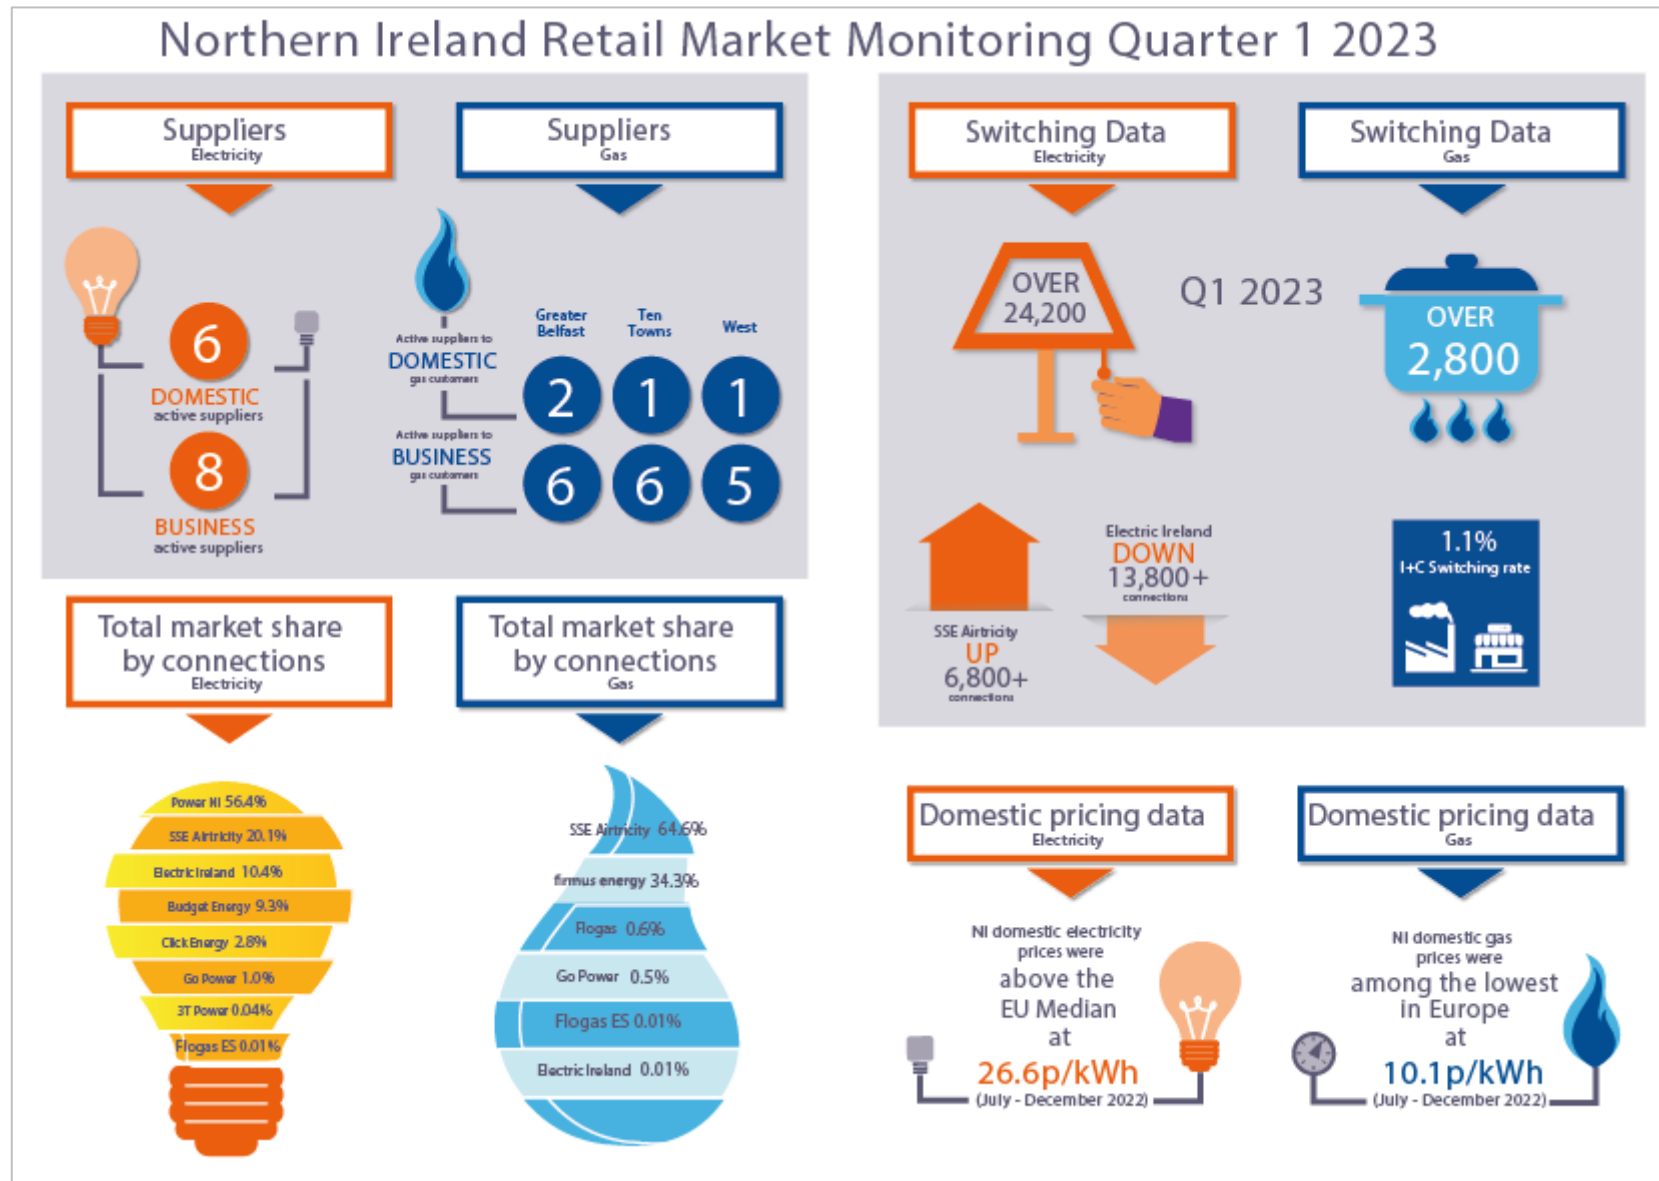 Northern Ireland Retail Market Monitoring Quarter 1 2023
Suppliers
Electricity
6
DOMESTIC
active suppliers
8
BUSINESS
active suppliers
Suppliers
Gas
Greater
Belfast
Ten
Towns
West
Active suppliers to
DOMESTIC
gas customers
2 1 1
Active suppliers to
BUSINESS
gas customers
6 6 5
Switching Data
Electricity
Switching Data
Gas
OVER
24,200
Q1 2023
OVER
2,800
SSE Airtricity
UP
6,800+
connections
Electric Ireland
DOWN
13,800+
connections
1.1%
I+C Switching rate
Total market share
by connections
Electricity
Power NI 56.4%
SSE Airtricity 20.1%
Electric Ireland 10.4%
Budget Energy 9.3%
Click Energy 2.8%
Go Power 1.0%
3T Power 0.04%
Flogas ES 0.01%
Total market share
by connections
Gas
SSE Airtricity 64.6%
firmus energy 34.3%
Flogas 0.6%
Go Power 0.5%
Flogas ES 0.01%
Electric Ireland 0.01%
Domestic pricing data
Electricity
NI domestic electricity
prices were
above the
EU Median
at
26.6p/kWh
(July - December 2022)
Domestic pricing data
Gas
NI domestic gas
prices were
among the lowest
in Europe
at
10.1p/kWh
(July - December 2022)